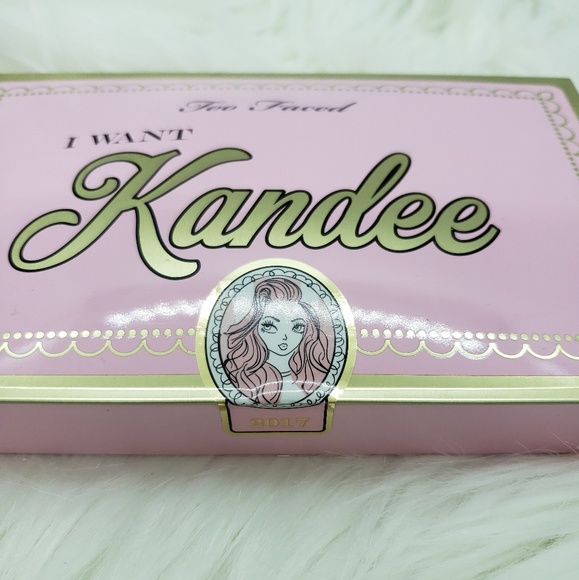 Too Faced
I WANT
Kandee
2017